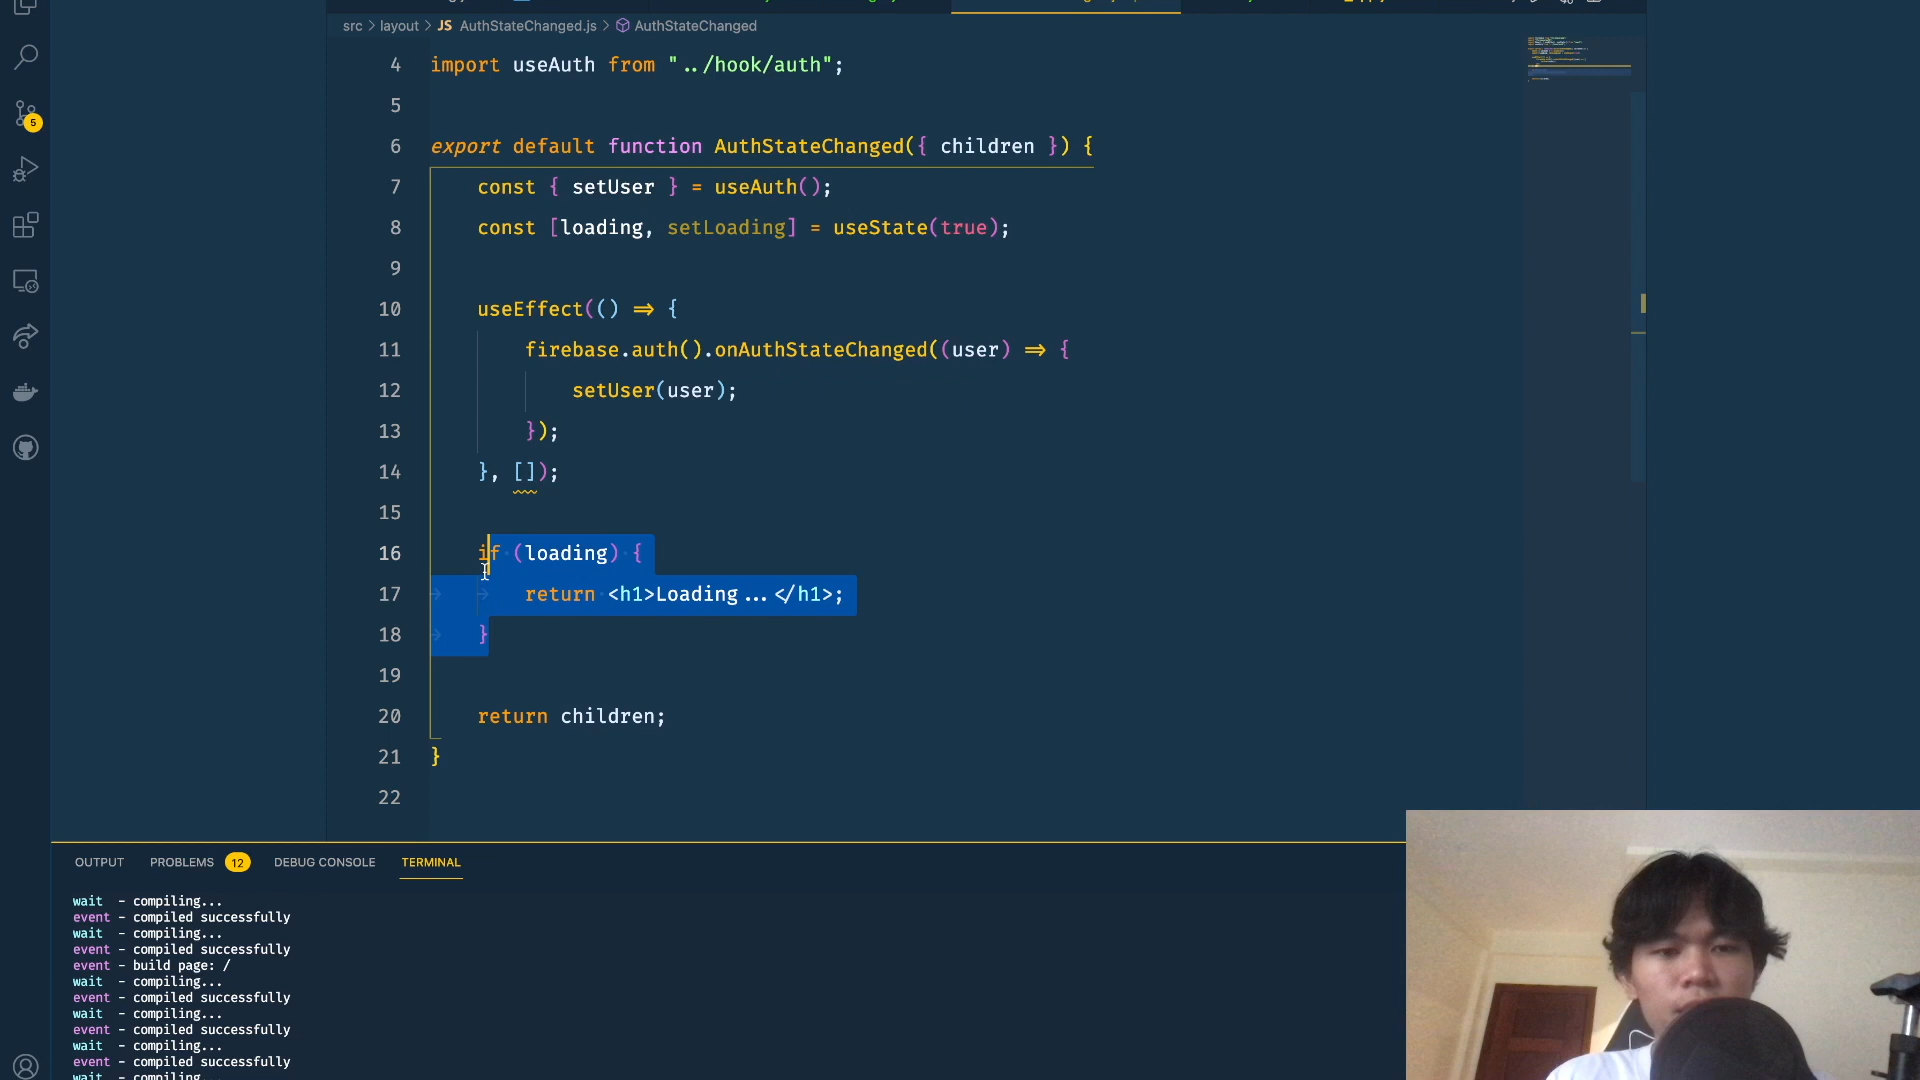 src > layout > JS AuthStateChanged.js > AuthStateChanged
4 import useAuth from "../hook/auth";
5
6 export default function AuthStateChanged({ children }) {
7 const { setUser } = useAuth();
8 const [loading, setLoading] = useState(true);
9
10 useEffect(() => {
11 firebase.auth().onAuthStateChanged((user) => {
12 setUser(user);
13 });
14 }, []);
15
16 if (loading) {
17 return <h1>Loading...</h1>;
18 }
19
20 return children;
21 }
22
5
OUTPUT PROBLEMS 12 DEBUG CONSOLE TERMINAL
wait - compiling...
event - compiled successfully
wait - compiling...
event - compiled successfully
event - build page: /
wait - compiling...
event - compiled successfully
wait - compiling...
event - compiled successfully
wait - compiling...
event - compiled successfully
wait - compiling...